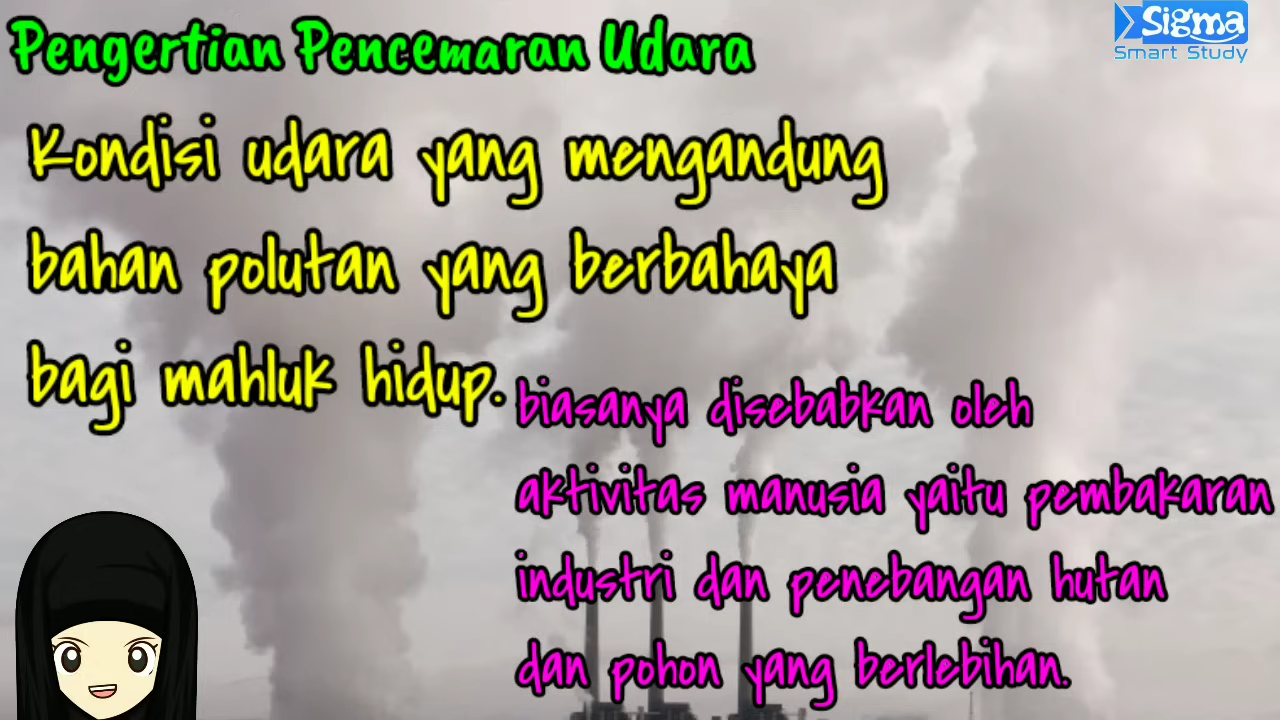 Pengertian Pencemaran Udara
Sigma
Smart Study
Kondisi udara yang mengandung
bahan polutan yang berbahaya
bagi mahluk hidup.
biasanya disebabkan oleh
aktivitas manusia yaitu pembakaran
industri dan penebangan hutan
dan pohon yang berlebihan.